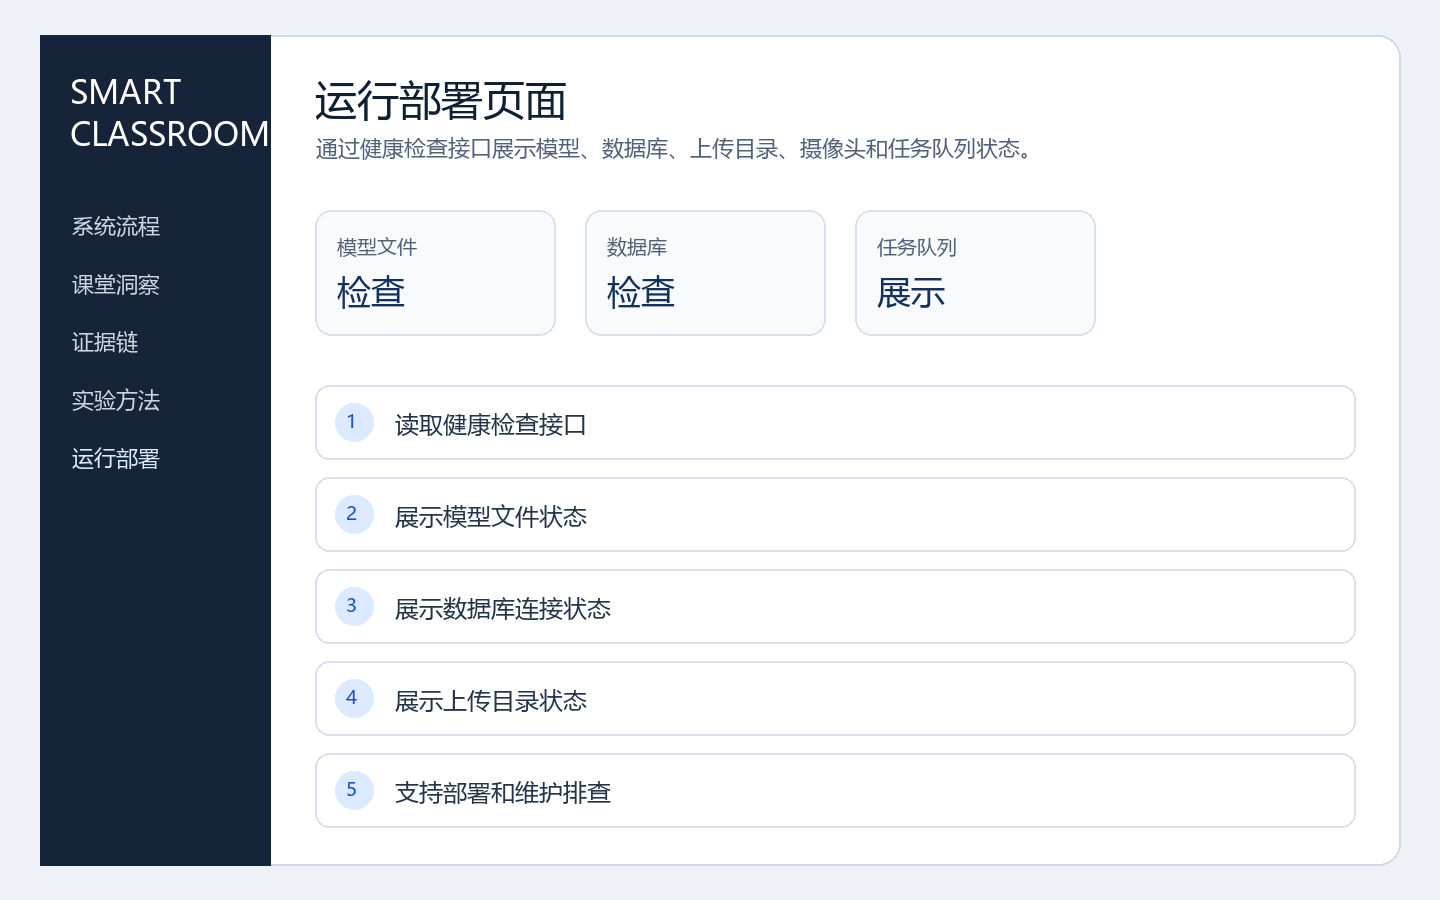 SMART
CLASSROOM
系统流程
课堂洞察
证据链
实验方法
运行部署
运行部署页面
通过健康检查接口展示模型、数据库、上传目录、摄像头和任务队列状态。
模型文件
检查
数据库
检查
任务队列
展示
1 读取健康检查接口
2 展示模型文件状态
3 展示数据库连接状态
4 展示上传目录状态
5 支持部署和维护排查